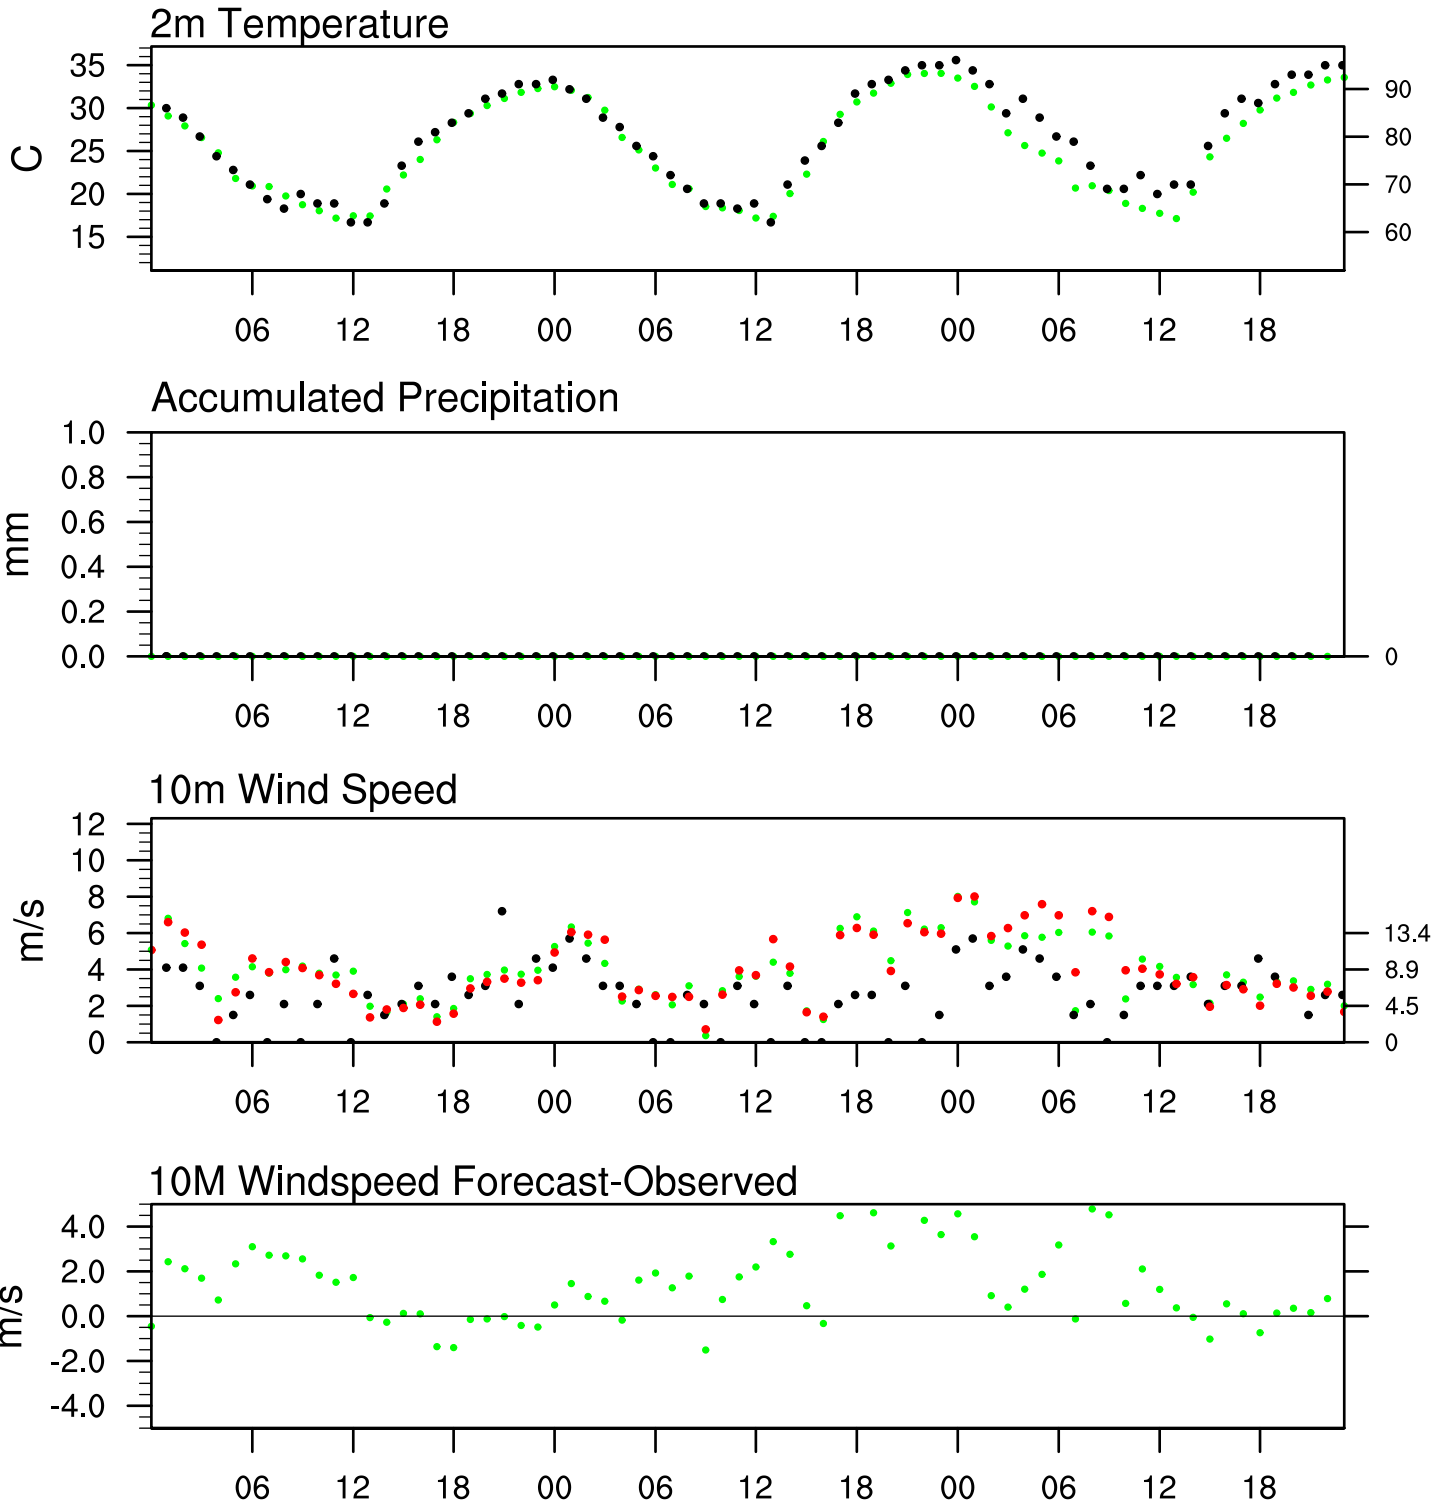 2m Temperature
35
30
25
20
15
C
90
80
70
60
06 12 18 00 06 12 18 00 06 12 18
Accumulated Precipitation
1.0
0.8
0.6
0.4
0.2
0.0
mm
0
06 12 18 00 06 12 18 00 06 12 18
10m Wind Speed
12
10
8
6
4
2
0
m/s
13.4
8.9
4.5
0
06 12 18 00 06 12 18 00 06 12 18
10M Windspeed Forecast-Observed
4.0
2.0
0.0
-2.0
-4.0
m/s
06 12 18 00 06 12 18 00 06 12 18